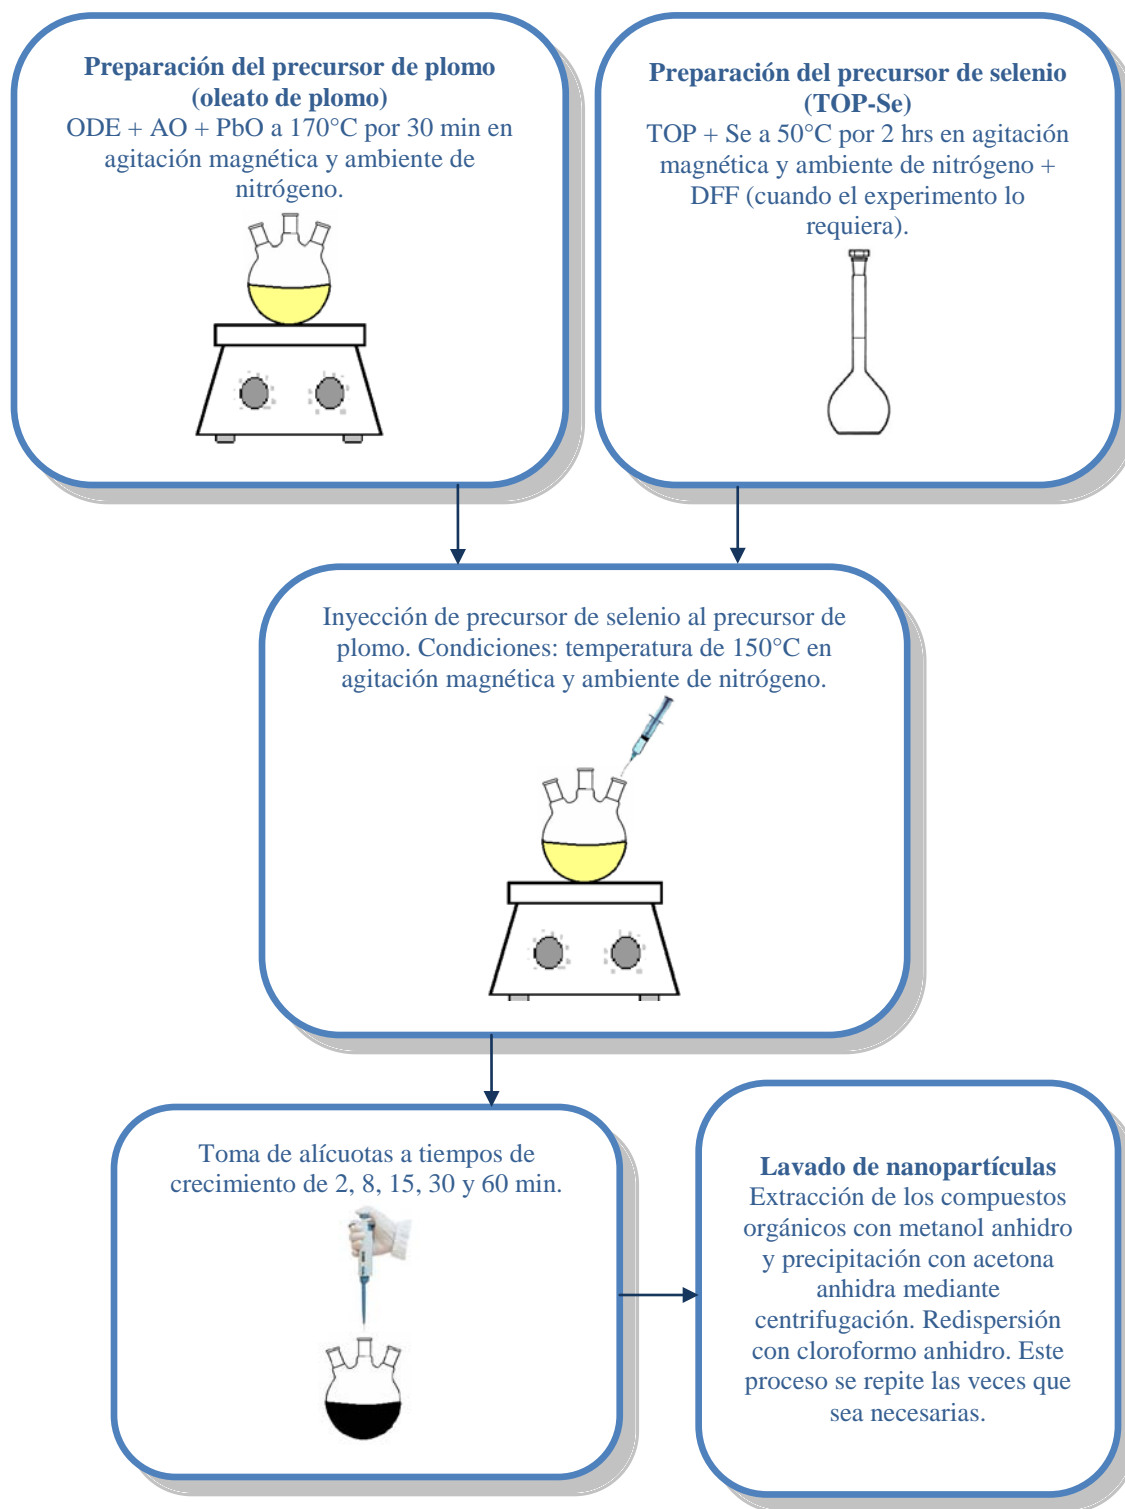 Preparación del precursor de plomo
(oleato de plomo)
ODE + AO + PbO a 170°C por 30 min en
agitación magnética y ambiente de
nitrógeno.
Preparación del precursor de selenio
(TOP-Se)
TOP + Se a 50°C por 2 hrs en agitación
magnética y ambiente de nitrógeno +
DFF (cuando el experimento lo
requiera).
Inyección de precursor de selenio al precursor de
plomo. Condiciones: temperatura de 150°C en
agitación magnética y ambiente de nitrógeno.
Toma de alícuotas a tiempos de
crecimiento de 2, 8, 15, 30 y 60 min.
Lavado de nanopartículas
Extracción de los compuestos
orgánicos con metanol anhidro
y precipitación con acetona
anhidra mediante
centrifugación. Redispersión
con cloroformo anhidro. Este
proceso se repite las veces que
sea necesarias.